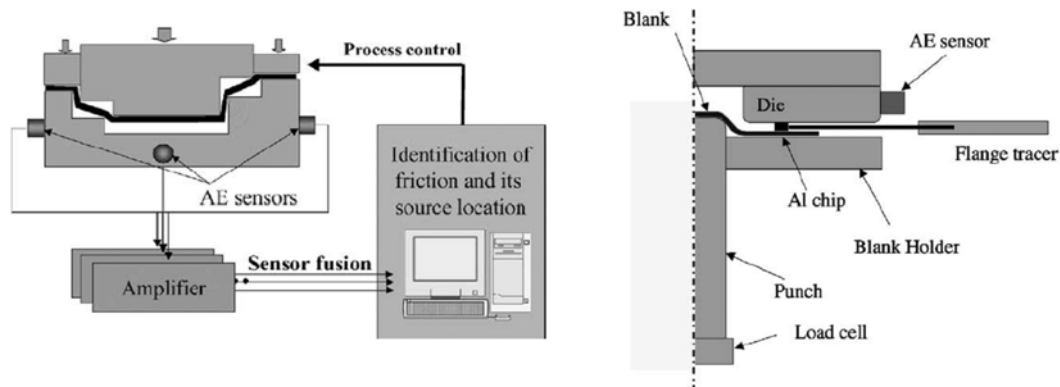 Process control
AE sensors
Identification of
friction and its
source location
Amplifier
Sensor fusion
Blank
AE sensor
Die
Flange tracer
Al chip
Blank Holder
Punch
Load cell